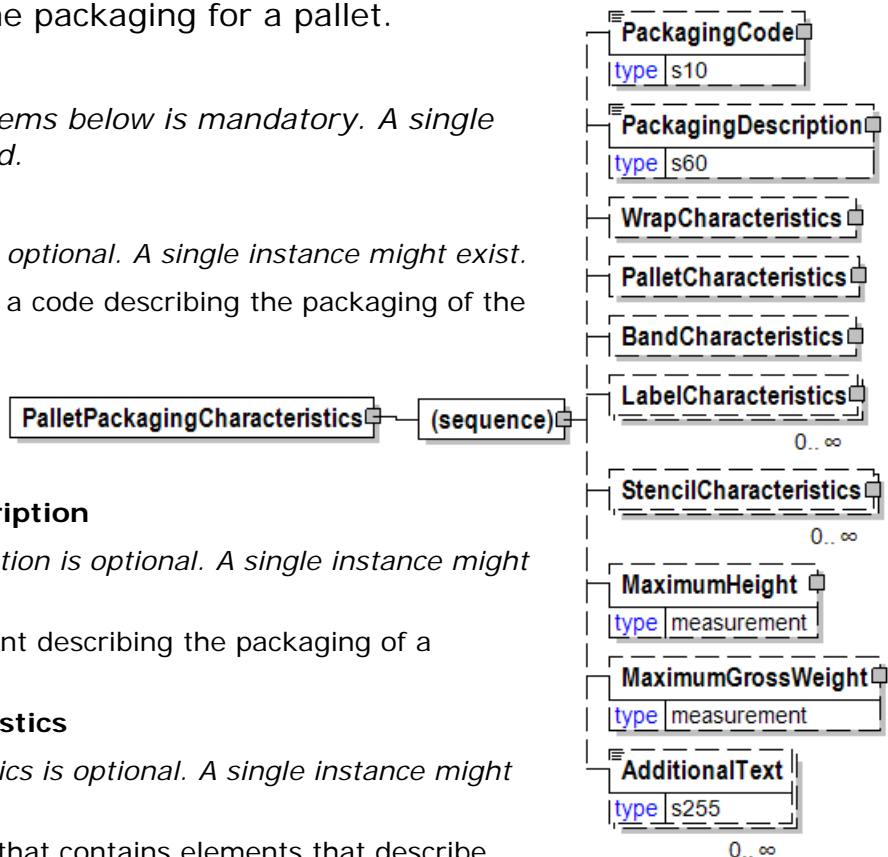 e packaging for a pallet.
ems below is mandatory. A single
d.
optional. A single instance might exist.
a code describing the packaging of the
PalletPackagingCharacteristics
(sequence)
ription
tion is optional. A single instance might
nt describing the packaging of a
stics
ics is optional. A single instance might
that contains elements that describe
PackagingCode
type s10
PackagingDescription
type s60
WrapCharacteristics
PalletCharacteristics
BandCharacteristics
LabelCharacteristics
0.. ∞
StencilCharacteristics
0.. ∞
MaximumHeight
type measurement
MaximumGrossWeight
type measurement
AdditionalText
type s255
0.. ∞